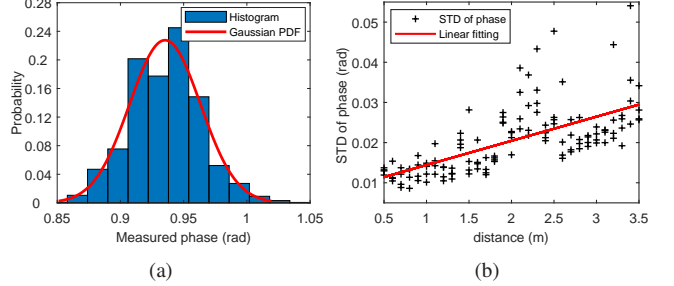 0.28
0.24
0.2
0.16
0.12
0.08
0.04
0
Probability
Histogram
Gaussian PDF
0.85 0.9 0.95 1 1.05
Measured phase (rad)
(a)
0.05
0.04
0.03
0.02
0.01
STD of phase (rad)
STD of phase
Linear fitting
0.5 1 1.5 2 2.5 3 3.5
distance (m)
(b)